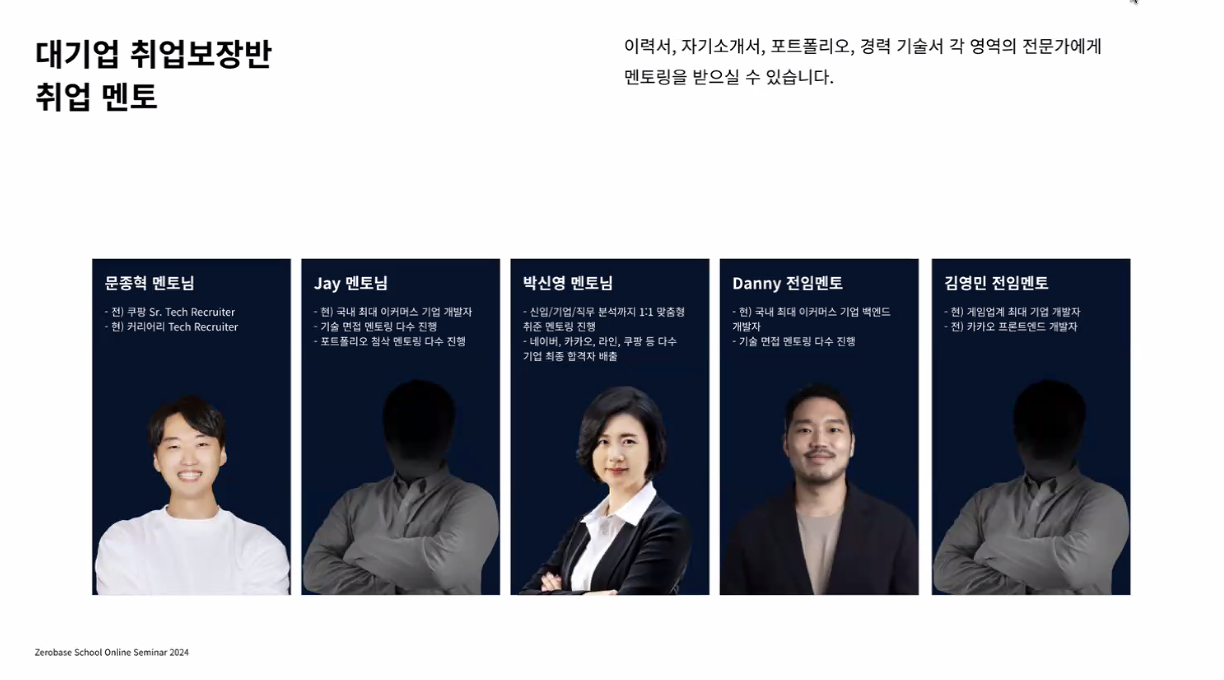 대기업 취업보장반
취업 멘토
이력서, 자기소개서, 포트폴리오, 경력 기술서 각 영역의 전문가에게
멘토링을 받으실 수 있습니다.
문종혁 멘토님
- 전) 쿠팡 Sr. Tech Recruiter
- 현) 커리어리 Tech Recruiter
Jay 멘토님
- 현) 국내 최대 이커머스 기업 개발자
- 기술 면접 멘토링 다수 진행
- 포트폴리오 첨삭 멘토링 다수 진행
박신영 멘토님
- 신입/기업/직무 분석까지 1:1 맞춤형
취준 멘토링 진행
- 네이버, 카카오, 라인, 쿠팡 등 다수
기업 최종 합격자 배출
Danny 전임멘토
- 현) 국내 최대 이커머스 기업 백엔드
개발자
- 기술 면접 멘토링 다수 진행
김영민 전임멘토
- 현) 게임업계 최대 기업 개발자
- 전) 카카오 프론트엔드 개발자
Zerobase School Online Seminar 2024